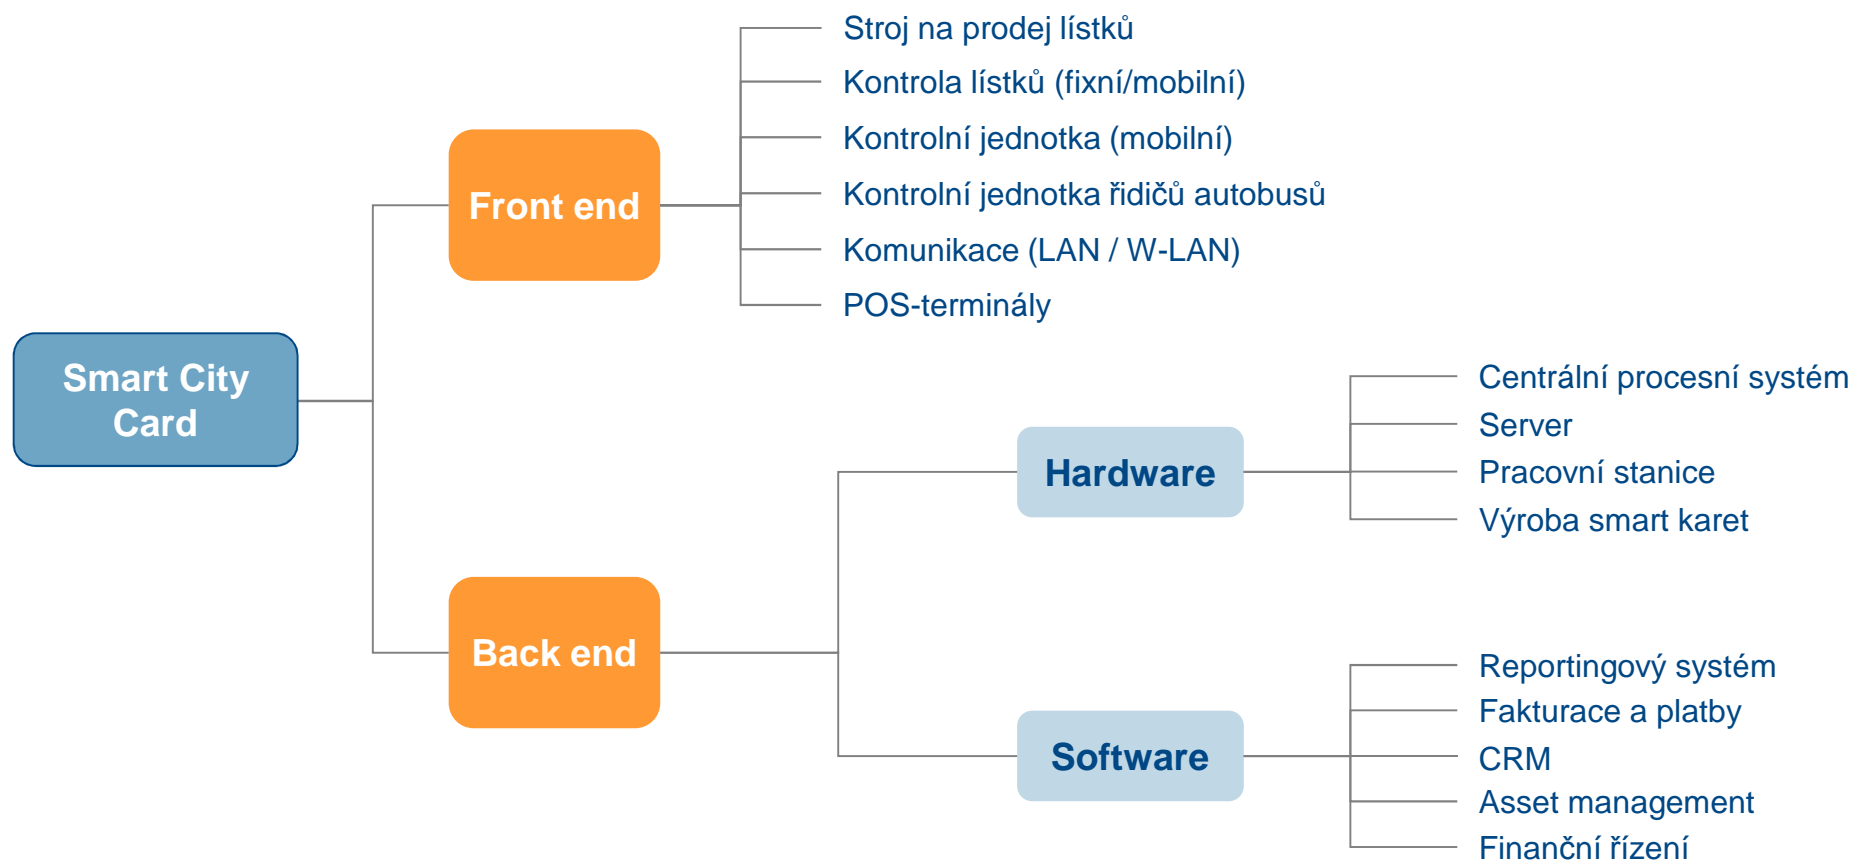 Smart City
Card
Front end
Stroj na prodej lístků
Kontrola lístků (fixní/mobilní)
Kontrolní jednotka (mobilní)
Kontrolní jednotka řidičů autobusů
Komunikace (LAN / W-LAN)
POS-terminály
Back end
Hardware
Centrální procesní systém
Server
Pracovní stanice
Výroba smart karet
Software
Reportingový systém
Fakturace a platby
CRM
Asset management
Finanční řízení